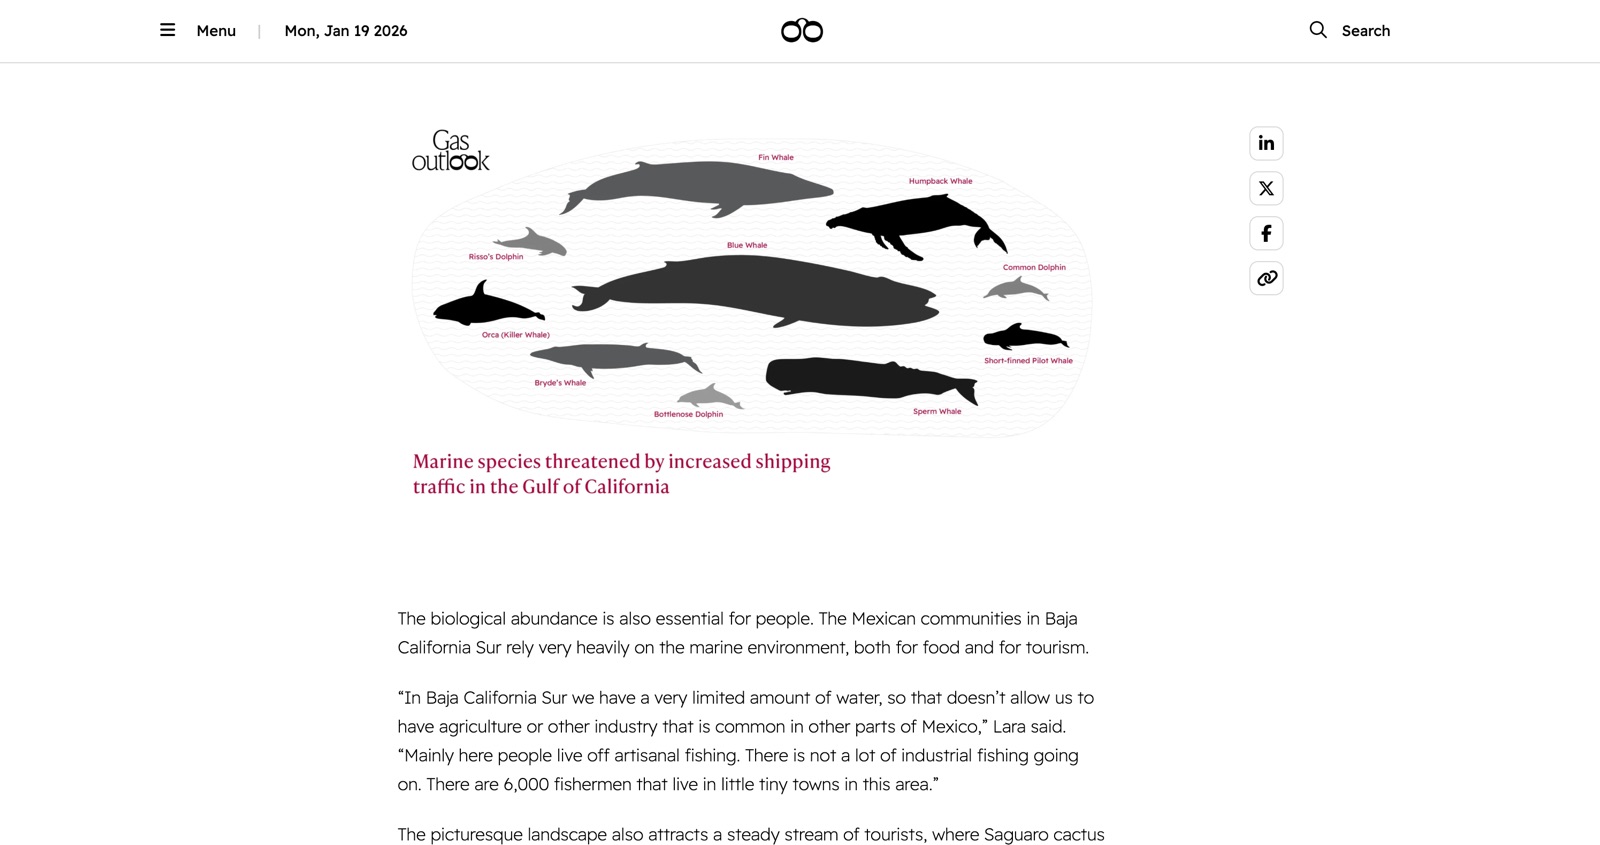 Menu | Mon, Jan 19 2026
Search
Gas
outlook
Fin Whale
Humpback Whale
Blue Whale
Risso's Dolphin
Common Dolphin
Orca (Killer Whale)
Short-finned Pilot Whale
Bryde's Whale
Bottlenose Dolphin
Sperm Whale
Marine species threatened by increased shipping
traffic in the Gulf of California
The biological abundance is also essential for people. The Mexican communities in Baja
California Sur rely very heavily on the marine environment, both for food and for tourism.
“In Baja California Sur we have a very limited amount of water, so that doesn’t allow us to
have agriculture or other industry that is common in other parts of Mexico,” Lara said.
“Mainly here people live off artisanal fishing. There is not a lot of industrial fishing going
on. There are 6,000 fishermen that live in little tiny towns in this area.”
The picturesque landscape also attracts a steady stream of tourists, where Saguaro cactus